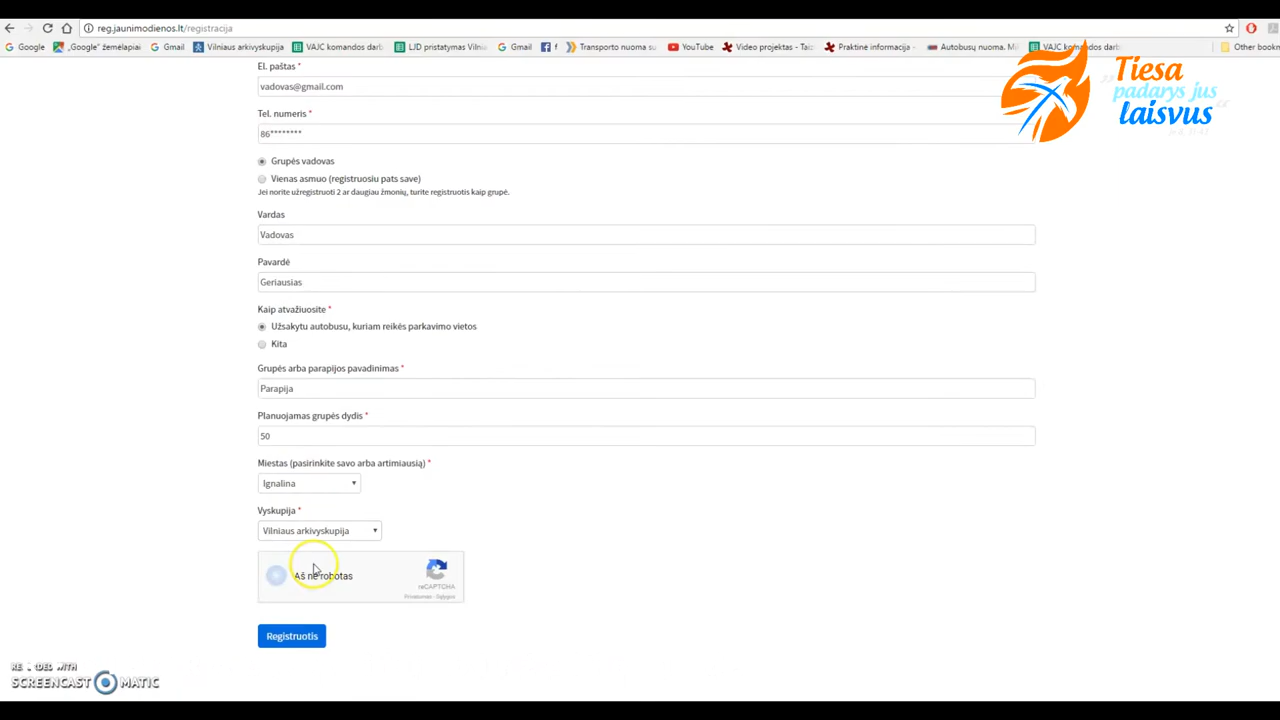 reg.jaunimodienos.lt/registracija
Google „Google“ žemėlapiai Gmail Vilniaus arkivyskupija VAJC komandos darb LJD pristatymas Vilni Gmail Transporto nuoma su YouTube Video projektas - Tai Praktinė informacija - Autobusų nuoma. Mi VAJC komandos darb Other bookm
El. paštas *
vadovas@gmail.com
Tiesa
padarys jus
laisvus
Tel. numeris *
86********
Grupės vadovas
Vienas asmuo (registruosiu pats save)
Jei norite užregistruoti 2 ar daugiau žmonių, turite registruotis kaip grupė.
Vardas
Vadovas
Pavardė
Geriausias
Kaip atvažiuosite *
Užsakytu autobusu, kuriam reikės parkavimo vietos
Kita
Grupės arba parapijos pavadinimas *
Parapija
Planuojamas grupės dydis *
50
Miestas (pasirinkite savo arba artimiausią) *
Ignalina
Vyskupija *
Vilniaus arkivyskupija
Aš ne robotas
reCAPTCHA
Privatumas - Sąlygos
Registruotis
SCREENCAST MATIC